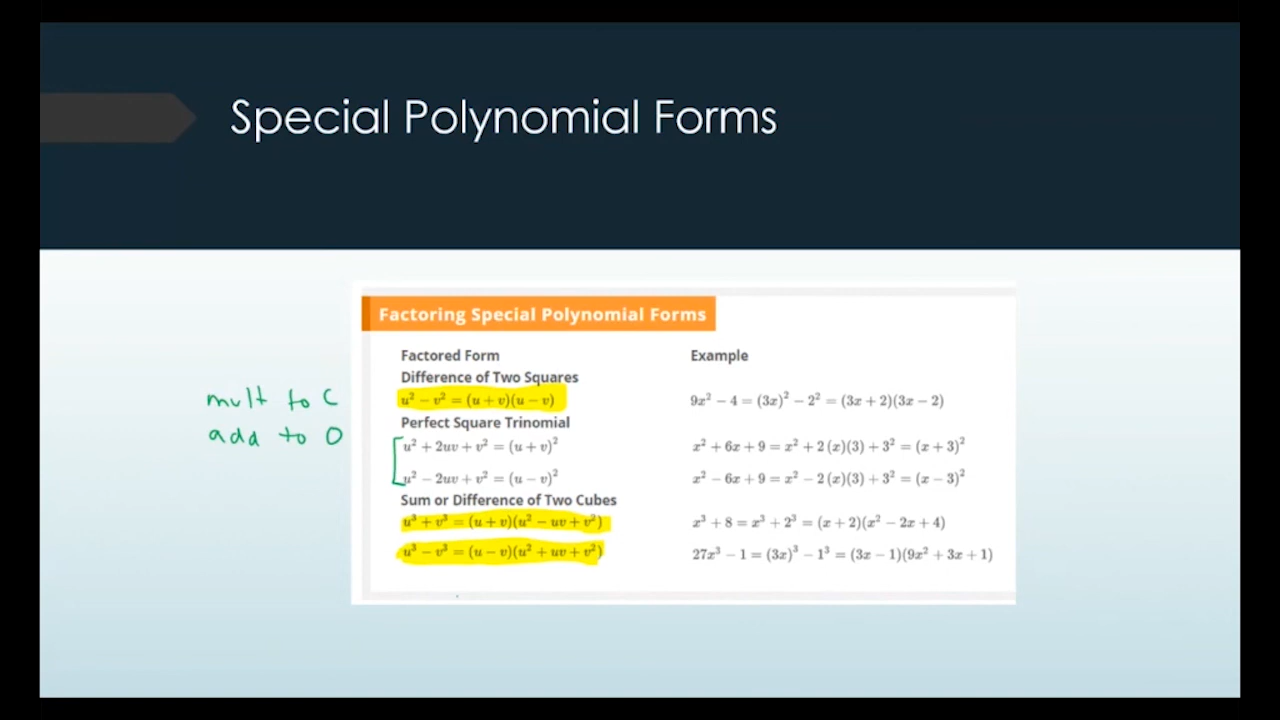 Special Polynomial Forms
Factoring Special Polynomial Forms
Factored Form Example
Difference of Two Squares
mult to C
u² − v² = (u + v)(u − v) 9x² − 4 = (3x)² − 2² = (3x + 2)(3x − 2)
Perfect Square Trinomial
add to 0
u² + 2uv + v² = (u + v)² x² + 6x + 9 = x² + 2 (x)(3) + 3² = (x + 3)²
u² − 2uv + v² = (u − v)² x² − 6x + 9 = x² − 2 (x)(3) + 3² = (x − 3)²
Sum or Difference of Two Cubes
u³ + v³ = (u + v)(u² − uv + v²) x³ + 8 = x³ + 2³ = (x + 2)(x² − 2x + 4)
u³ − v³ = (u − v)(u² + uv + v²) 27x³ − 1 = (3x)³ − 1³ = (3x − 1)(9x² + 3x + 1)